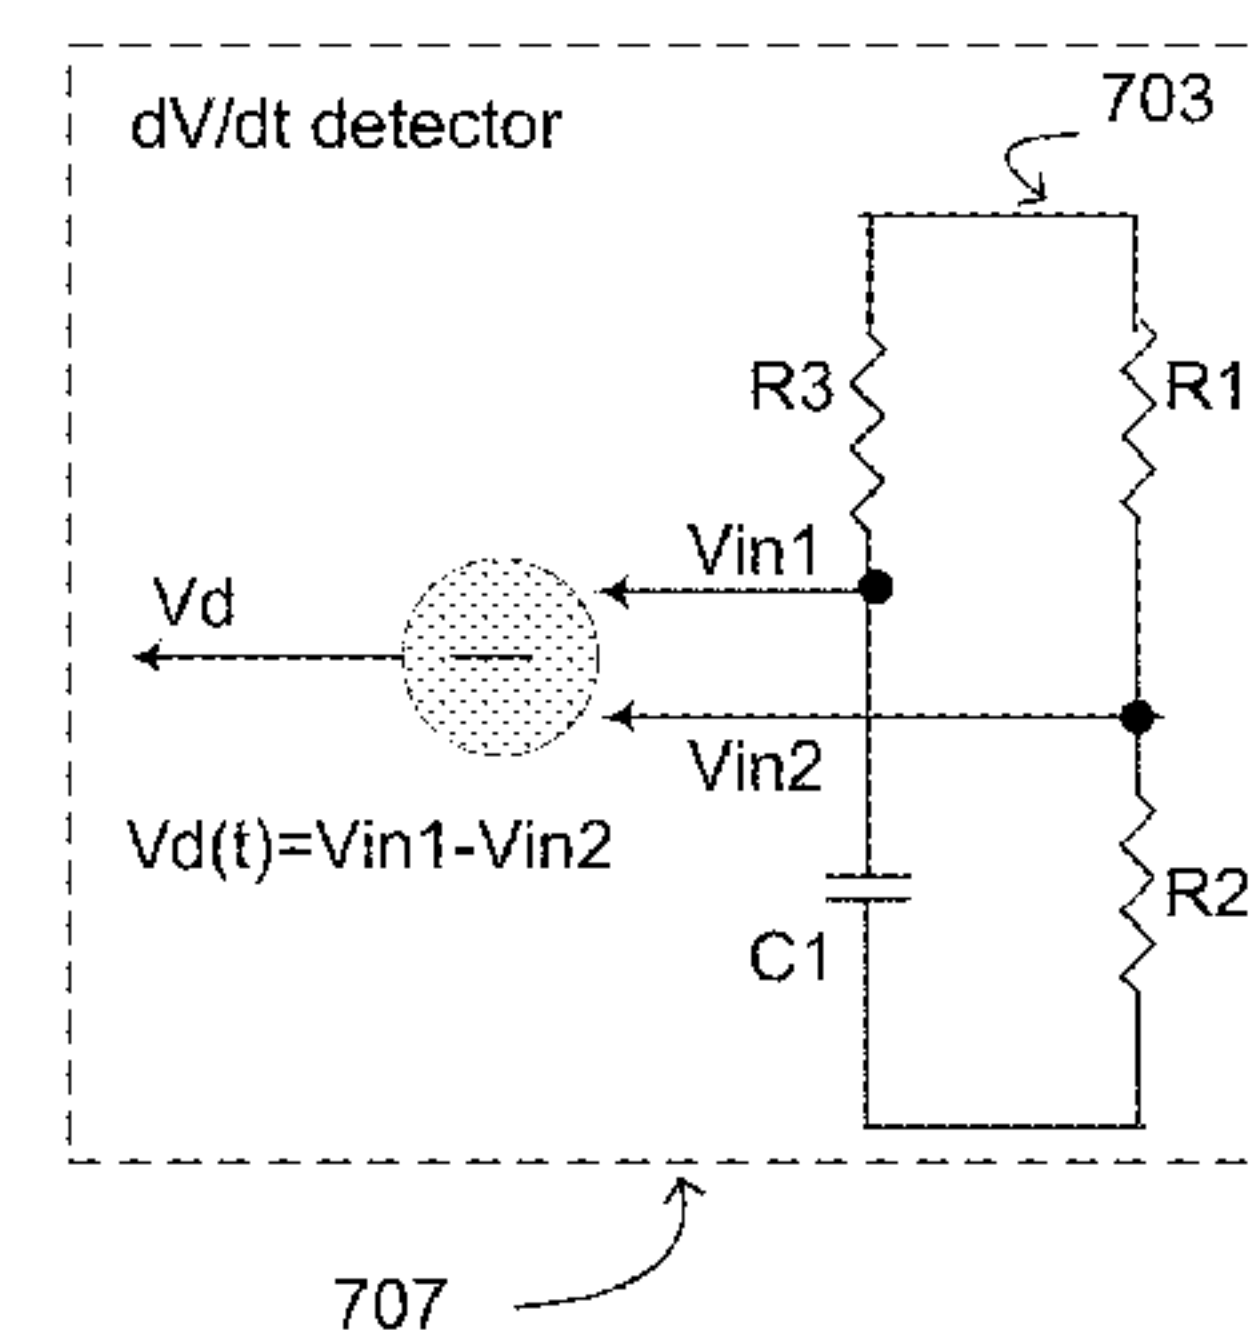 dV/dt detector
703
R3
R1
Vin1
Vd
Vin2
Vd(t)=Vin1-Vin2
R2
C1
707